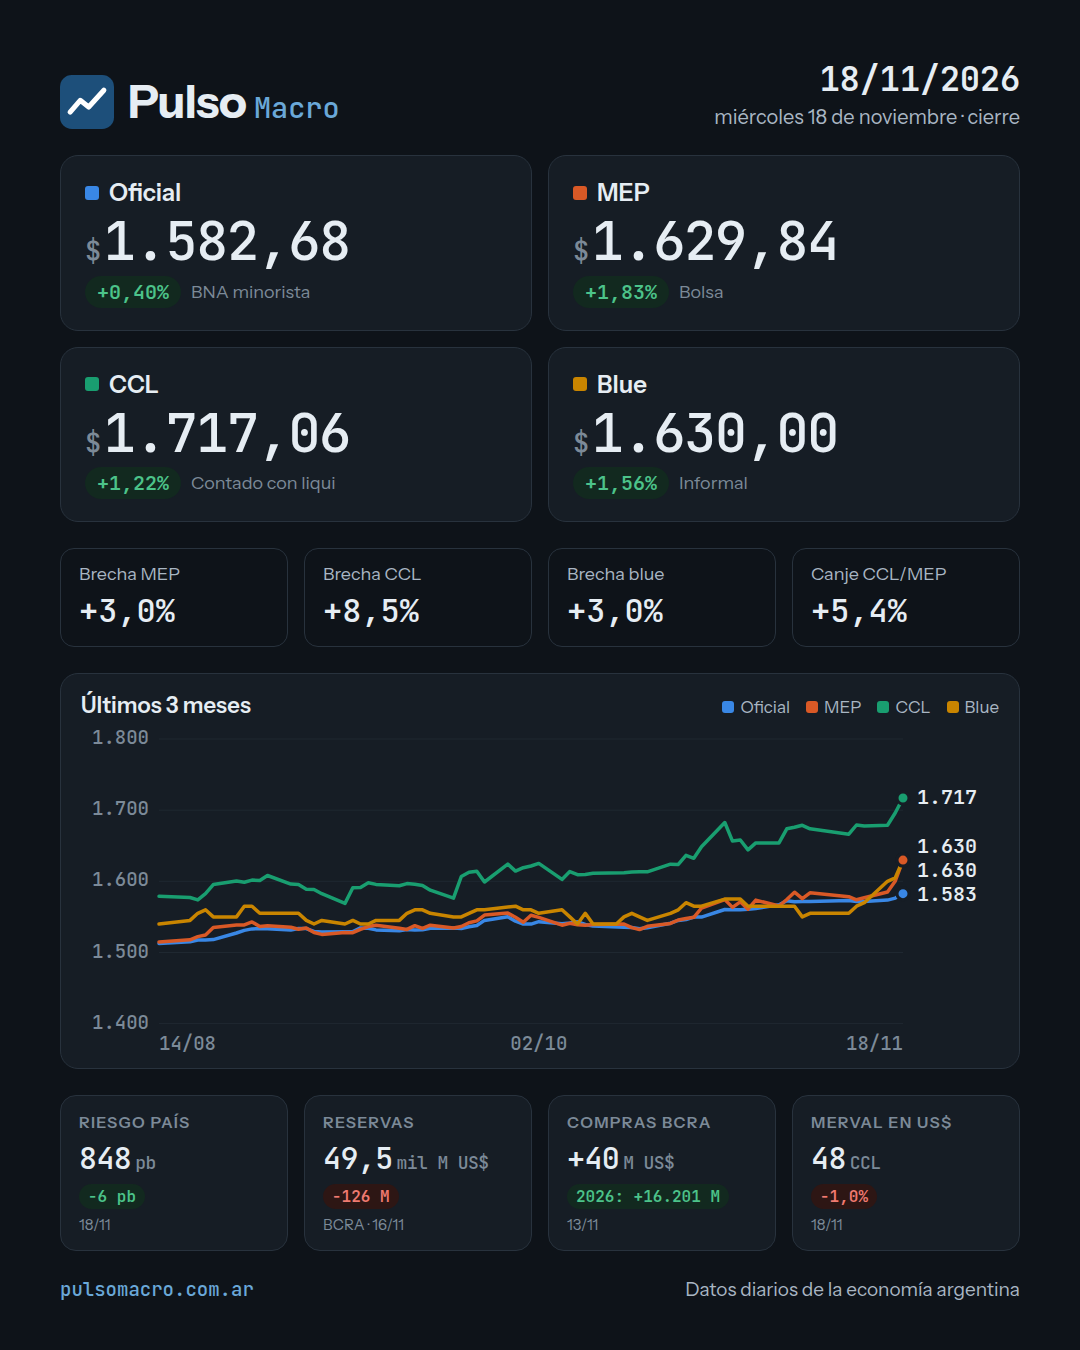 Pulso Macro
18/11/2026
miércoles 18 de noviembre · cierre
Oficial
$1.582,68
+0,40% BNA minorista
MEP
$1.629,84
+1,83% Bolsa
CCL
$1.717,06
+1,22% Contado con liqui
Blue
$1.630,00
+1,56% Informal
Brecha MEP
+3,0%
Brecha CCL
+8,5%
Brecha blue
+3,0%
Canje CCL/MEP
+5,4%
Últimos 3 meses
Oficial MEP CCL Blue
1.800
1.700
1.600
1.500
1.400
1.717
1.630
1.630
1.583
14/08 02/10 18/11
RIESGO PAÍS
848 pb
-6 pb
18/11
RESERVAS
49,5 mil M US$
-126 M
BCRA · 16/11
COMPRAS BCRA
+40 M US$
2026: +16.201 M
13/11
MERVAL EN US$
48 CCL
-1,0%
18/11
pulsomacro.com.ar
Datos diarios de la economía argentina